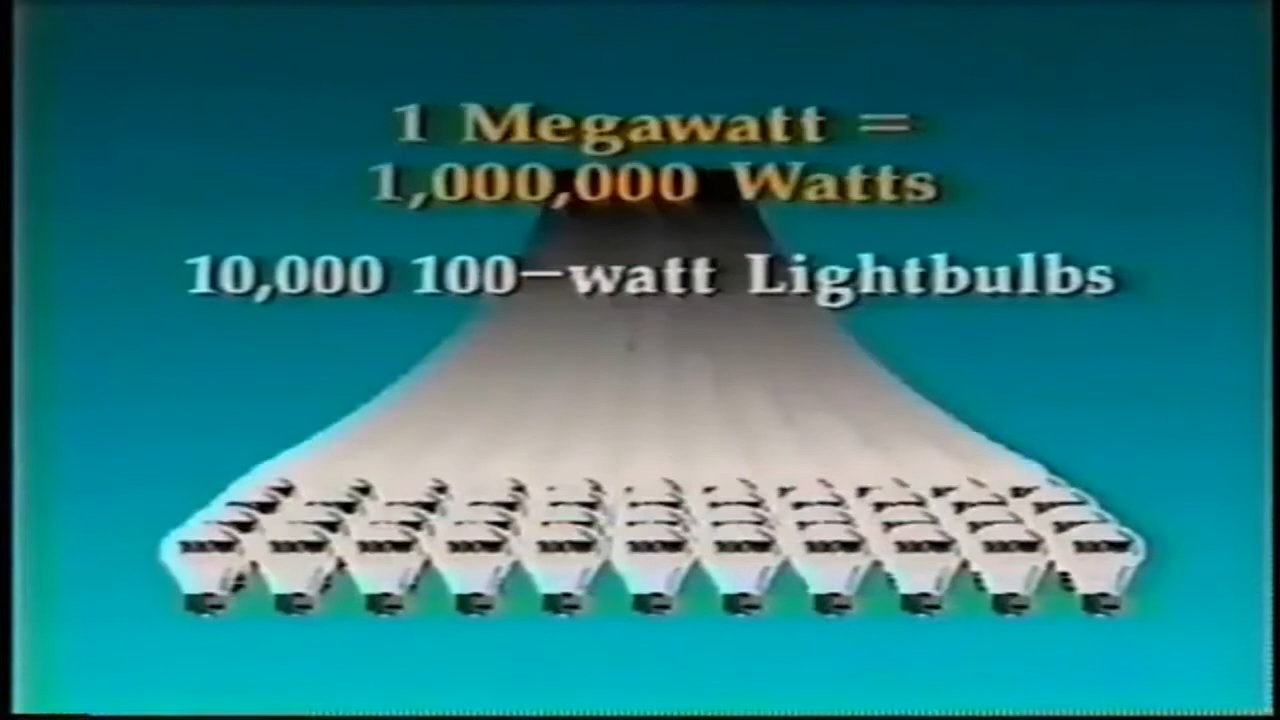 1 Megawatt =
1,000,000 Watts
10,000 100-watt Lightbulbs